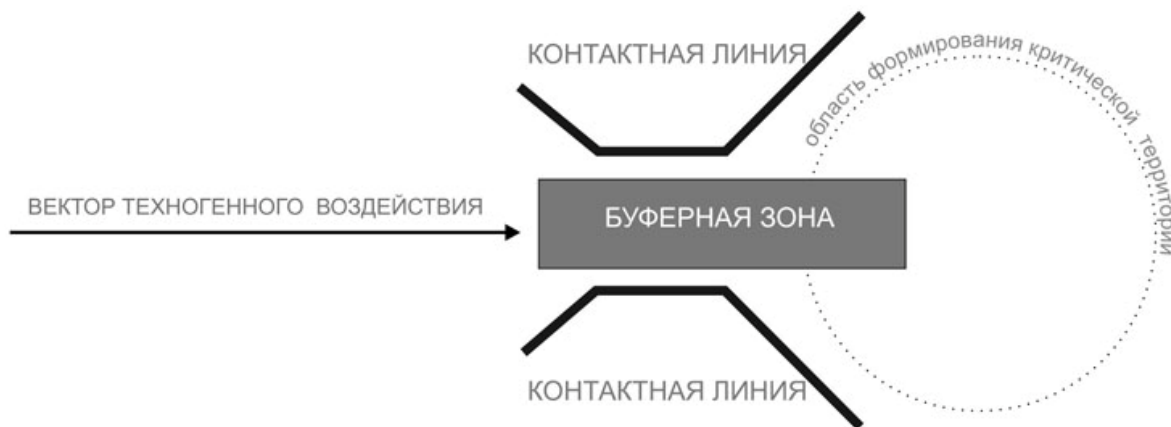 КОНТАКТНАЯ ЛИНИЯ
область формирования критической территории
ВЕКТОР ТЕХНОГЕННОГО ВОЗДЕЙСТВИЯ
БУФЕРНАЯ ЗОНА
КОНТАКТНАЯ ЛИНИЯ